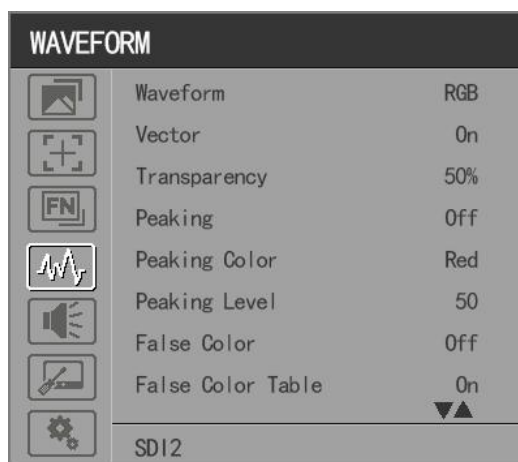 WAVEFORM
Waveform RGB
Vector On
Transparency 50%
FN
Peaking Off
Peaking Color Red
Peaking Level 50
False Color Off
False Color Table On
SDI2